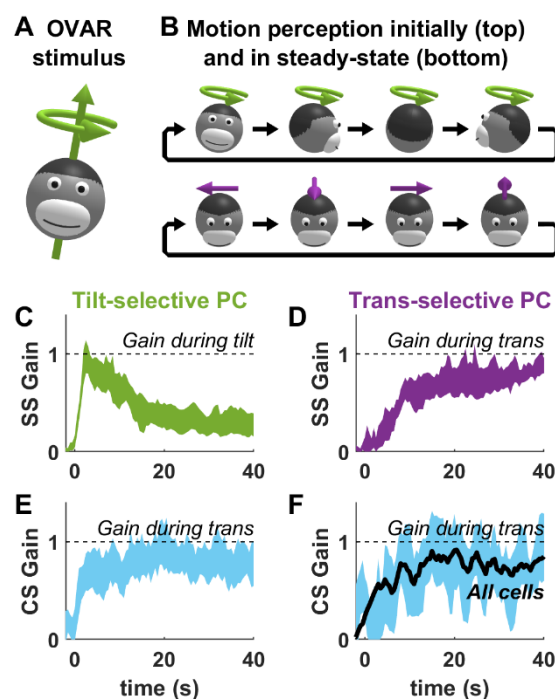 A OVAR
stimulus
B Motion perception initially (top)
and in steady-state (bottom)
C Tilt-selective PC
Gain during tilt
SS Gain
1
0
0 20 40
D Trans-selective PC
Gain during trans
SS Gain
1
0
0 20 40
E Gain during trans
CS Gain
1
0
0 20 40
time (s)
F Gain during trans
All cells
CS Gain
1
0
0 20 40
time (s)